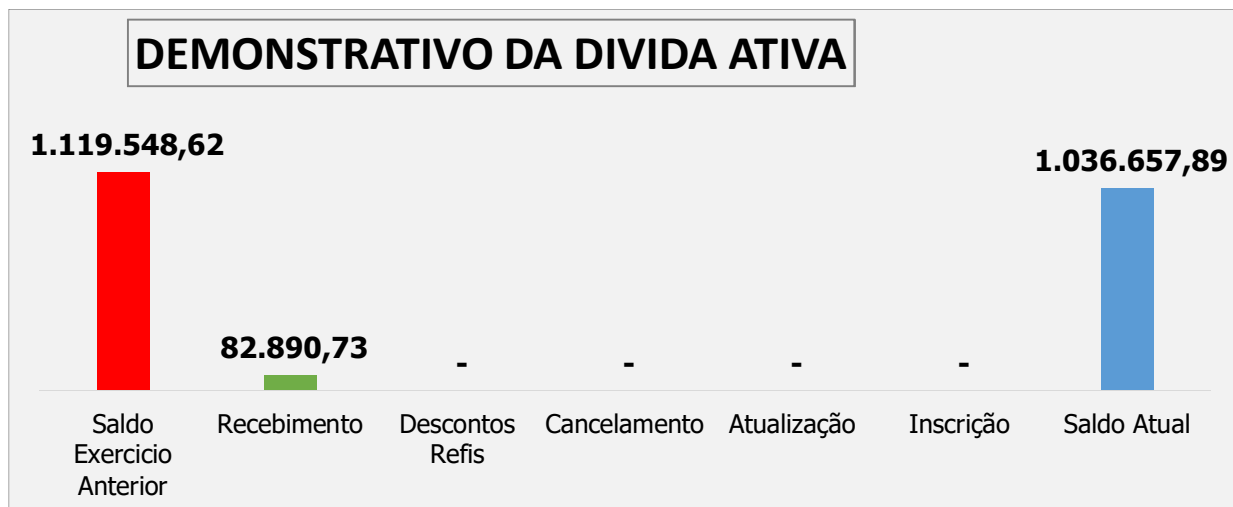 DEMONSTRATIVO DA DIVIDA ATIVA
1.119.548,62
1.036.657,89
82.890,73
-
-
-
-
Saldo
Exercicio
Anterior
Recebimento
Descontos
Refis
Cancelamento
Atualização
Inscrição
Saldo Atual